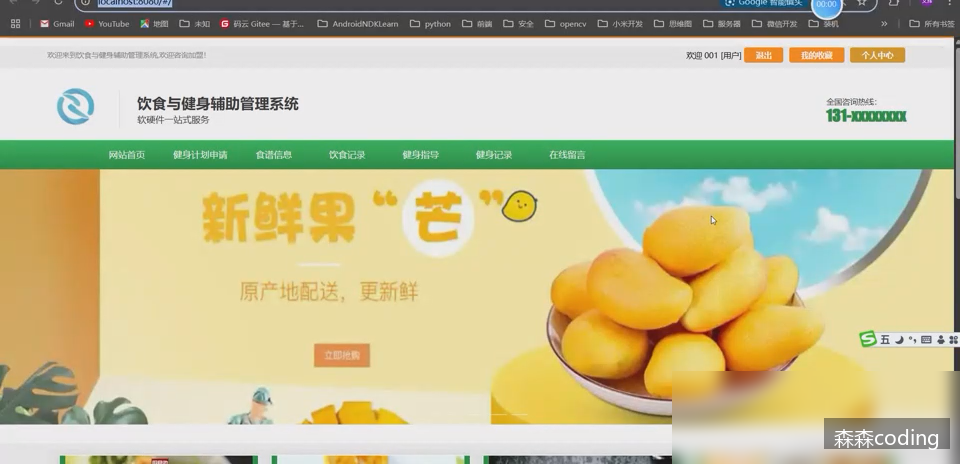 localhost:8080/#/
Google 智能镜头
00:00
Gmail YouTube 地图 未知 码云 Gitee — 基于... AndroidNDKLearn python 前端 安全 opencv 小米开发 思维图 服务器 微信开发 装机 » 所有书签
欢迎来到饮食与健身辅助管理系统,欢迎咨询加盟!
欢迎 001 [用户] 退出 我的收藏 个人中心
饮食与健身辅助管理系统
软硬件一站式服务
全国咨询热线：
131-xxxxxxxx
网站首页 健身计划申请 食谱信息 饮食记录 健身指导 健身记录 在线留言
新鲜果“芒”
原产地配送，更新鲜
立即抢购
五
森森coding